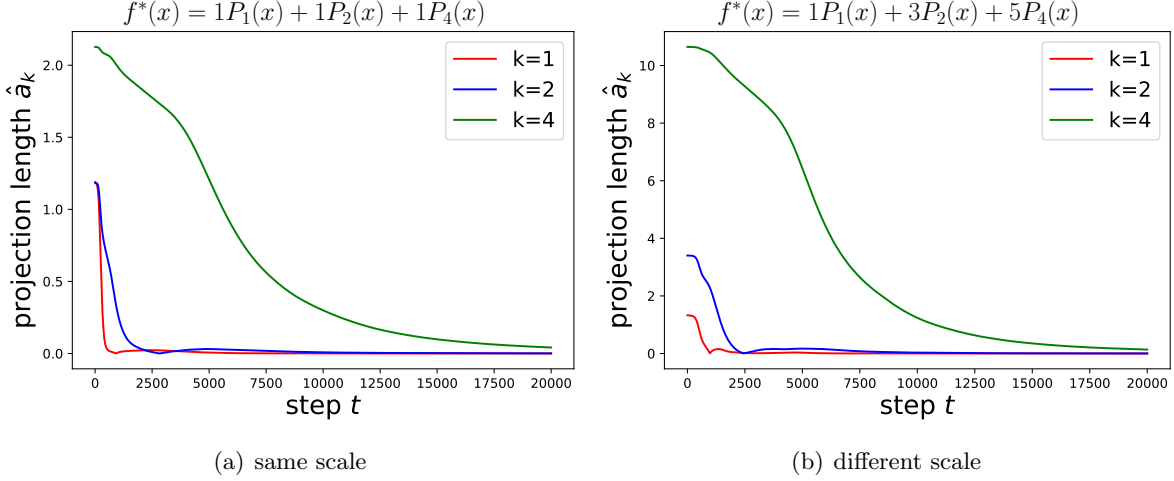 f*(x) = 1P₁(x) + 1P₂(x) + 1P₄(x)
projection length â_k
2.0
1.5
1.0
0.5
0.0
k=1
k=2
k=4
0 2500 5000 7500 10000 12500 15000 17500 20000
step t
(a) same scale
f*(x) = 1P₁(x) + 3P₂(x) + 5P₄(x)
projection length â_k
10
8
6
4
2
0
k=1
k=2
k=4
0 2500 5000 7500 10000 12500 15000 17500 20000
step t
(b) different scale